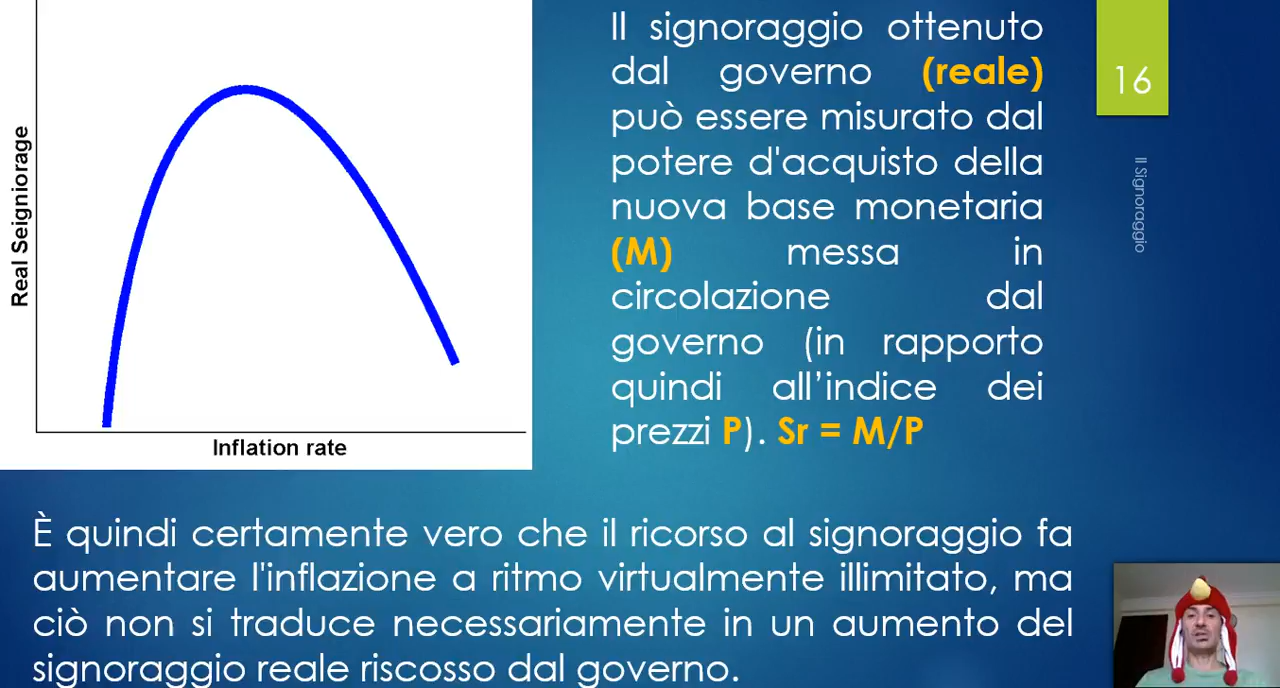 Real Seigniorage
Inflation rate
Il signoraggio ottenuto
dal governo (reale)
può essere misurato dal
potere d'acquisto della
nuova base monetaria
(M) messa in
circolazione dal
governo (in rapporto
quindi all’indice dei
prezzi P). Sr = M/P
16
Il Signoraggio
È quindi certamente vero che il ricorso al signoraggio fa
aumentare l'inflazione a ritmo virtualmente illimitato, ma
ciò non si traduce necessariamente in un aumento del
signoraggio reale riscosso dal governo.